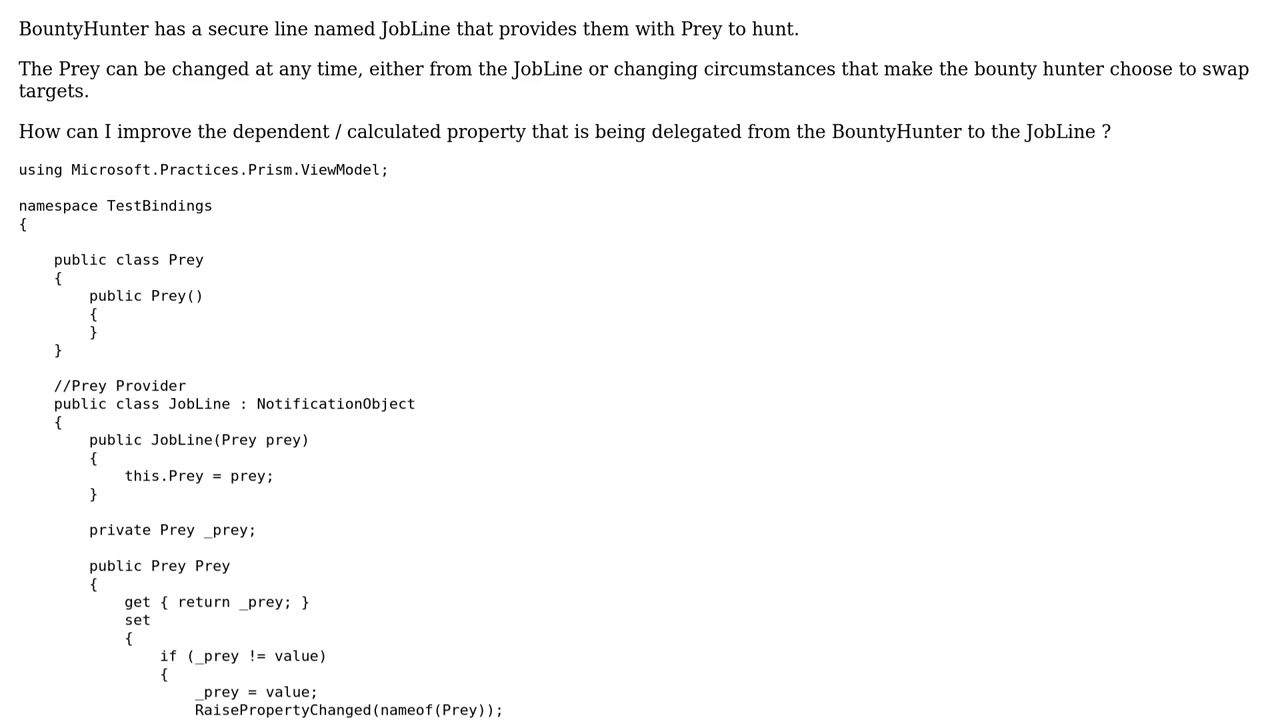 BountyHunter has a secure line named JobLine that provides them with Prey to hunt.
The Prey can be changed at any time, either from the JobLine or changing circumstances that make the bounty hunter choose to swap
targets.
How can I improve the dependent / calculated property that is being delegated from the BountyHunter to the JobLine ?
using Microsoft.Practices.Prism.ViewModel;
namespace TestBindings
{
    public class Prey
    {
        public Prey()
        {
        }
    }
    //Prey Provider
    public class JobLine : NotificationObject
    {
        public JobLine(Prey prey)
        {
            this.Prey = prey;
        }
        private Prey _prey;
        public Prey Prey
        {
            get { return _prey; }
            set
            {
                if (_prey != value)
                {
                    _prey = value;
                    RaisePropertyChanged(nameof(Prey));